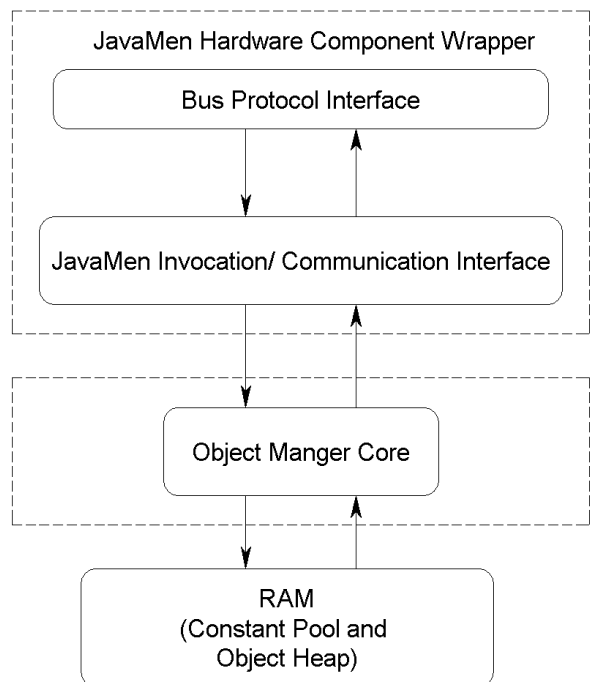 JavaMen Hardware Component Wrapper
Bus Protocol Interface
JavaMen Invocation/ Communication Interface
Object Manger Core
RAM
(Constant Pool and
Object Heap)